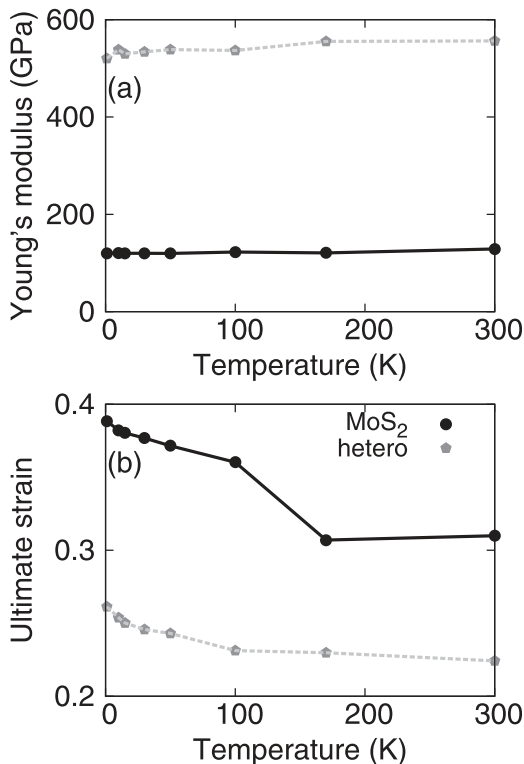 600
400
200
0
Young's modulus (GPa)
(a)
0 100 200 300
Temperature (K)
0.4
0.3
0.2
Ultimate strain
(b)
MoS₂
hetero
0 100 200 300
Temperature (K)